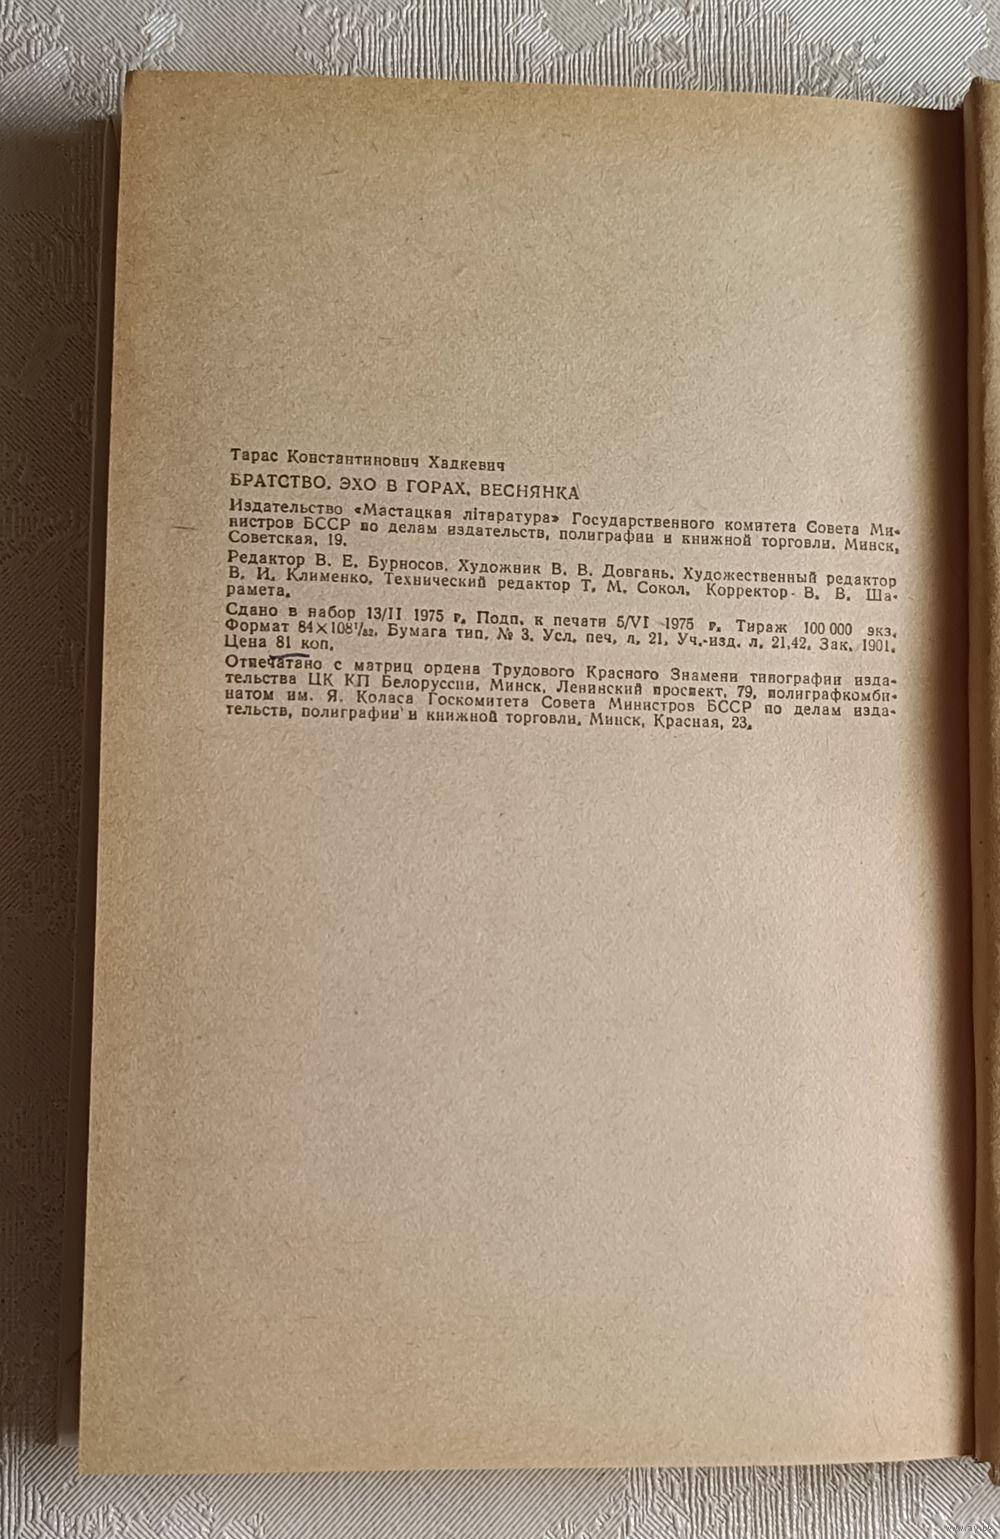 Тарас Константинович Хадкевич
БРАТСТВО. ЭХО В ГОРАХ. ВЕСНЯНКА
Издательство «Мастацкая літаратура» Государственного комитета Совета Ми-
нистров БССР по делам издательств, полиграфии и книжной торговли. Минск,
Советская, 19.
Редактор В. Е. Бурносов. Художник В. В. Довгань. Художественный редактор
В. И. Клименко. Технический редактор Т. М. Сокол. Корректор В. В. Ша-
рамета.
Сдано в набор 13/II 1975 г. Подп. к печати 5/VI 1975 г. Тираж 100 000 экз.
Формат 84×108¹/₃₂. Бумага тип. № 3. Усл. печ. л. 21. Уч.-изд. л. 21,42. Зак. 1901.
Цена 81 коп.
Отпечатано с матриц ордена Трудового Красного Знамени типографии изда-
тельства ЦК КП Белоруссии. Минск, Ленинский проспект, 79, полиграфкомби-
натом им. Я. Коласа Госкомитета Совета Министров БССР по делам изда-
тельств, полиграфии и книжной торговли. Минск, Красная, 23.